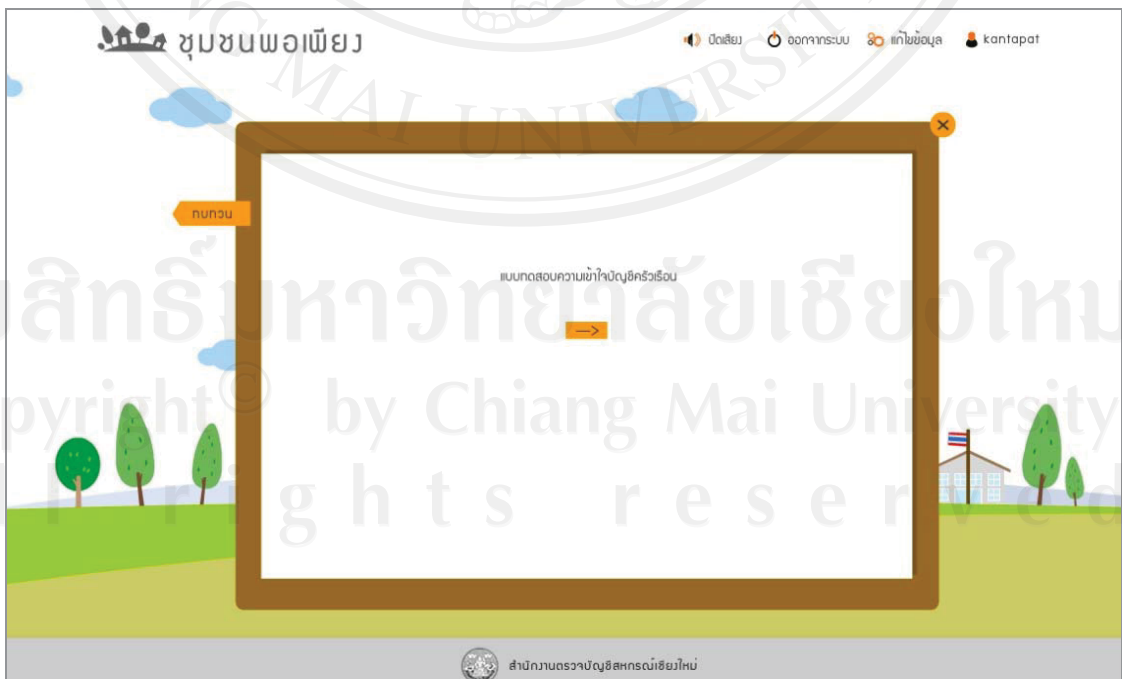 ชุมชนพอเพียง
ปิดเสียง ออกจากระบบ แก้ไขข้อมูล kantapat
ทบทวน
แบบทดสอบความเข้าใจบัญชีครัวเรือน
สำนักงานตรวจบัญชีสหกรณ์เชียงใหม่
MAI UNIVERS
ลิขสิทธิ์มหาวิทยาลัยเชียงใหม่
pyright© by Chiang Mai University
l rights reserved